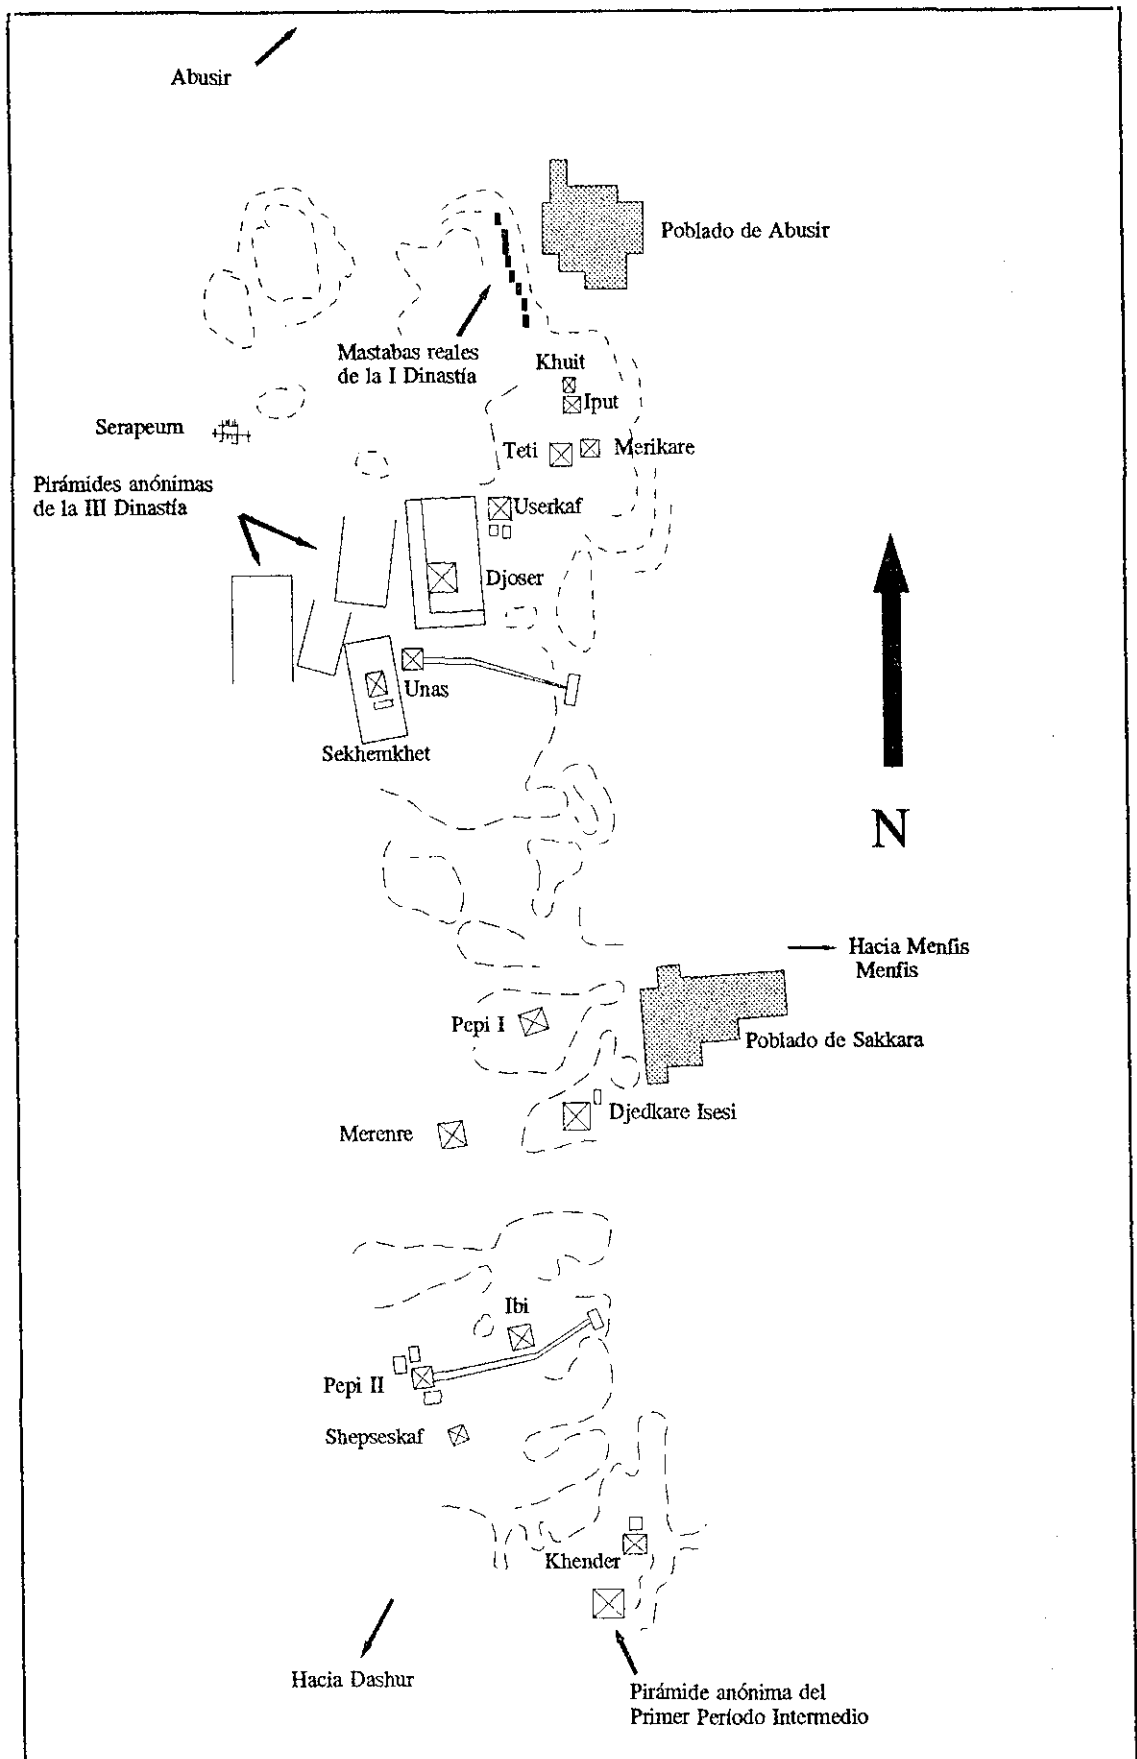 Abusir
Poblado de Abusir
Mastabas reales
de la I Dinastía
Khuit
Iput
Serapeum
Teti
Merikare
Pirámides anónimas
de la III Dinastía
Userkaf
Djoser
Unas
Sekhemkhet
N
Hacia Menfis
Menfis
Pepi I
Poblado de Sakkara
Djedkare Isesi
Merenre
Ibi
Pepi II
Shepseskaf
Khender
Hacia Dashur
Pirámide anónima del
Primer Período Intermedio